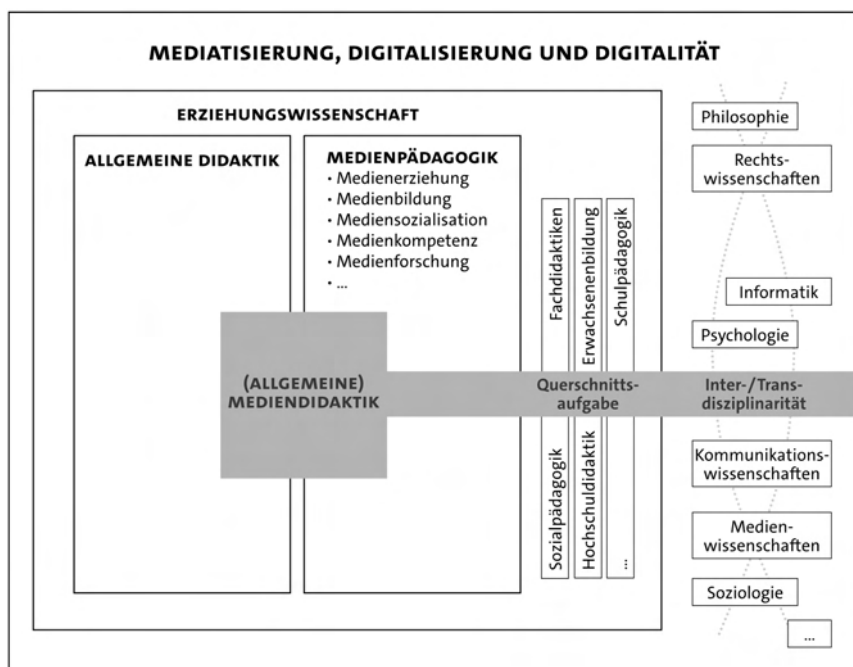 MEDIATISIERUNG, DIGITALISIERUNG UND DIGITALITÄT
ERZIEHUNGSWISSENSCHAFT
ALLGEMEINE DIDAKTIK
MEDIENPÄDAGOGIK
· Medienerziehung
· Medienbildung
· Mediensozialisation
· Medienkompetenz
· Medienforschung
· ...
(ALLGEMEINE)
MEDIENDIDAKTIK
Fachdidaktiken
Erwachsenenbildung
Schulpädagogik
Querschnitts-
aufgabe
Sozialpädagogik
Hochschuldidaktik
...
Philosophie
Rechts-
wissenschaften
Informatik
Psychologie
Inter-/Trans-
disziplinarität
Kommunikations-
wissenschaften
Medien-
wissenschaften
Soziologie
...